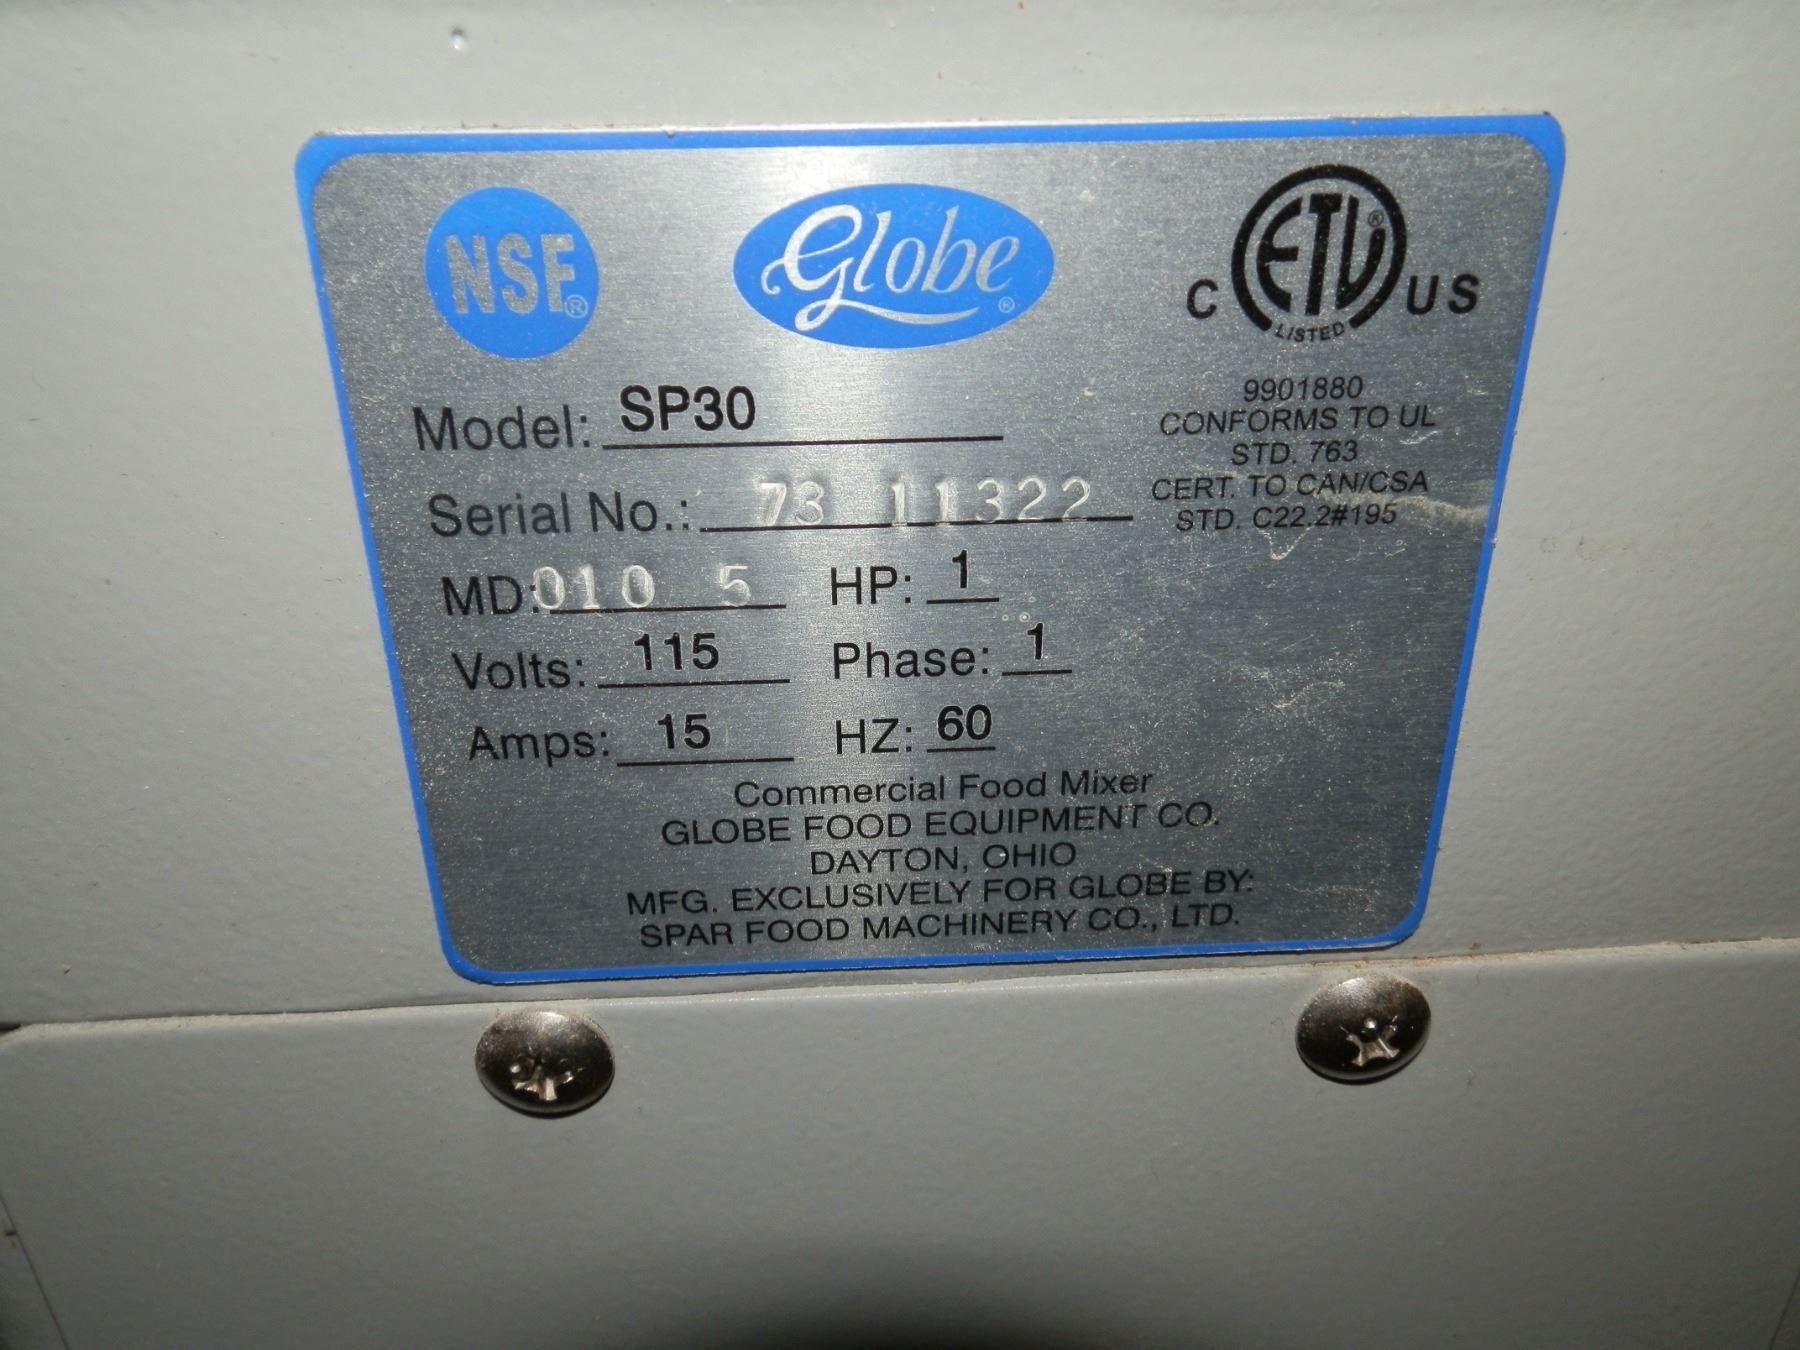 NSF®
Globe®
C ETL® US
LISTED
9901880
CONFORMS TO UL
STD. 763
CERT. TO CAN/CSA
STD. C22.2#195
Model: SP30
Serial No.: 73 11322
MD: 010 5 HP: 1
Volts: 115 Phase: 1
Amps: 15 HZ: 60
Commercial Food Mixer
GLOBE FOOD EQUIPMENT CO.
DAYTON, OHIO
MFG. EXCLUSIVELY FOR GLOBE BY:
SPAR FOOD MACHINERY CO., LTD.